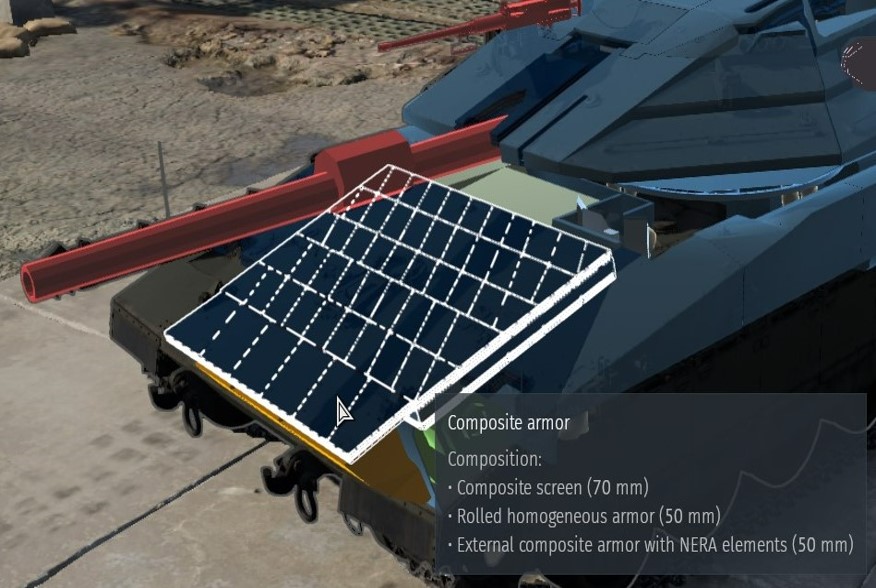 Composite armor
Composition:
• Composite screen (70 mm)
• Rolled homogeneous armor (50 mm)
• External composite armor with NERA elements (50 mm)